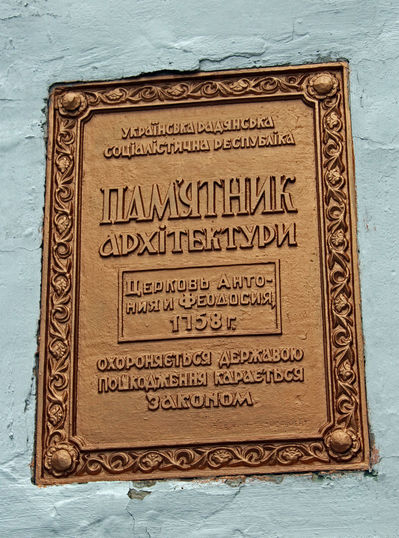 УКРАЇНСЬКА РАДЯНСЬКА
СОЦІАЛІСТИЧНА РЕСПУБЛІКА
ПАМ'ЯТНИК
АРХІТЕКТУРИ
ЦЕРКОВЬ АНТО-
НИЯ И ФЕОДОСИЯ,
1758 г.
ОХОРОНЯЄТЬСЯ ДЕРЖАВОЮ
ПОШКОДЖЕННЯ КАРАЄТЬСЯ
ЗАКОНОМ